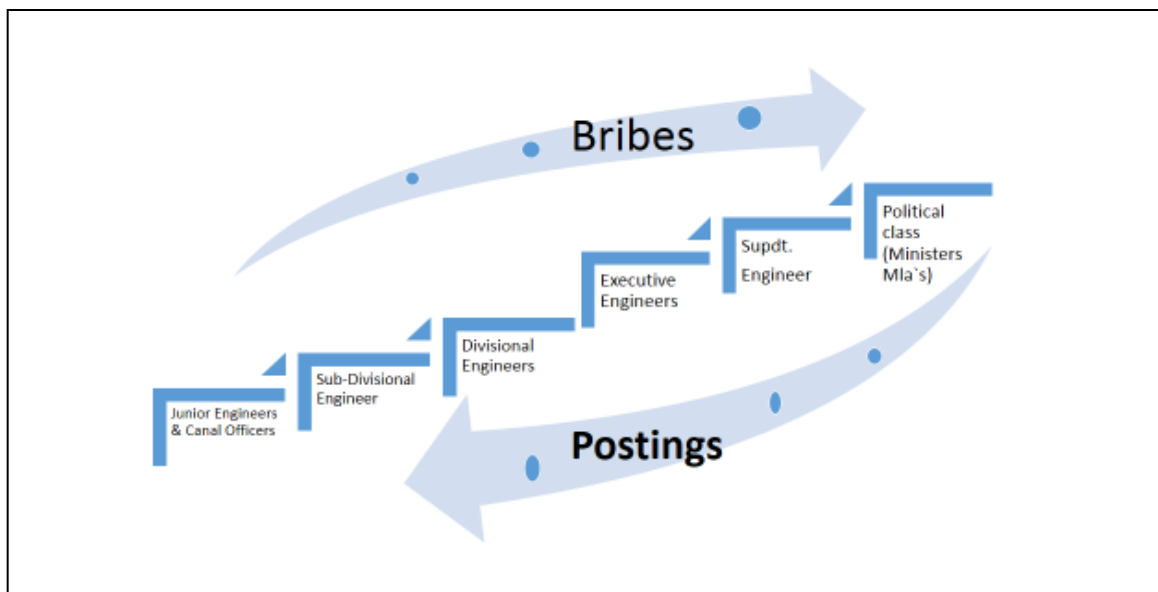 Bribes
Political
class
(Ministers
Mla`s)
Supdt.
Engineer
Executive
Engineers
Divisional
Engineers
Sub-Divisional
Engineer
Junior Engineers
& Canal Officers
Postings